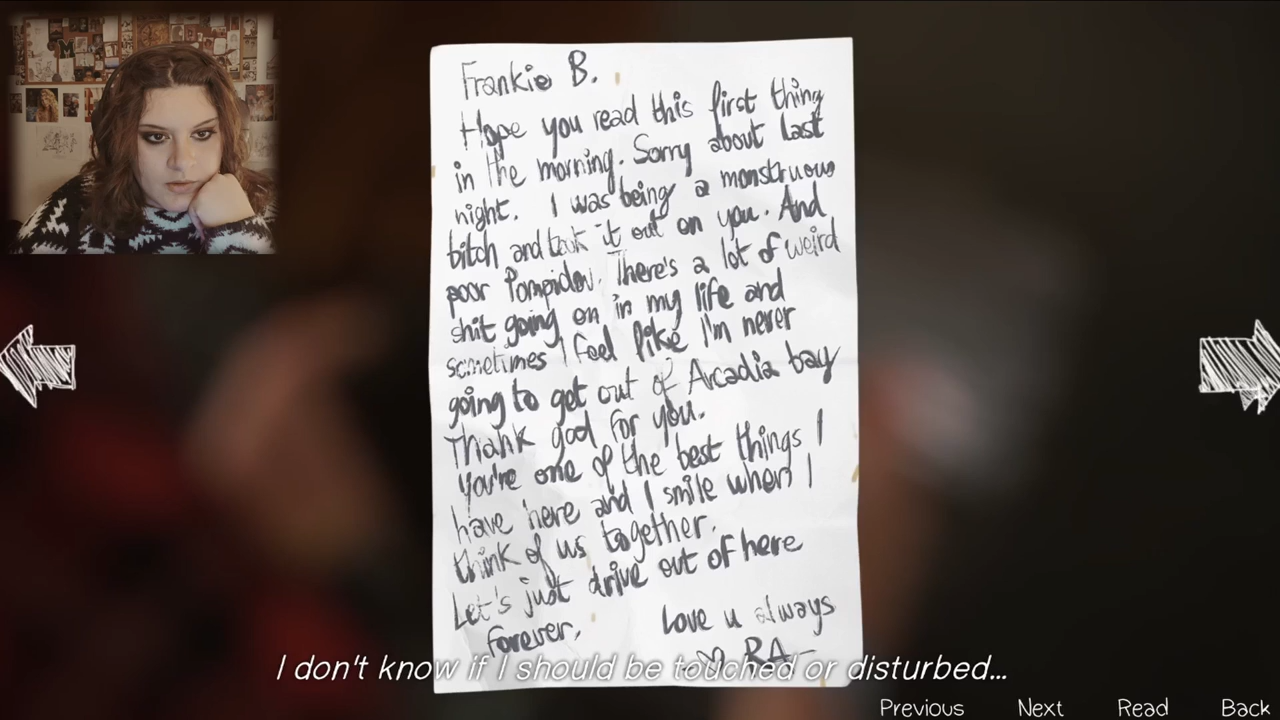 Frankie B.
Hope you read this first thing
in the morning. Sorry about last
night. I was being a monstruous
bitch and took it out on you. And
poor Pompidou. There's a lot of weird
shit going on in my life and
sometimes I feel like I'm never
going to get out of Arcadia bay
Thank god for you.
You're one of the best things I
have here and I smile when I
think of us together.
Let's just drive out of here
forever.
Love u always
RA-
I don't know if I should be touched or disturbed...
Previous Next Read Back